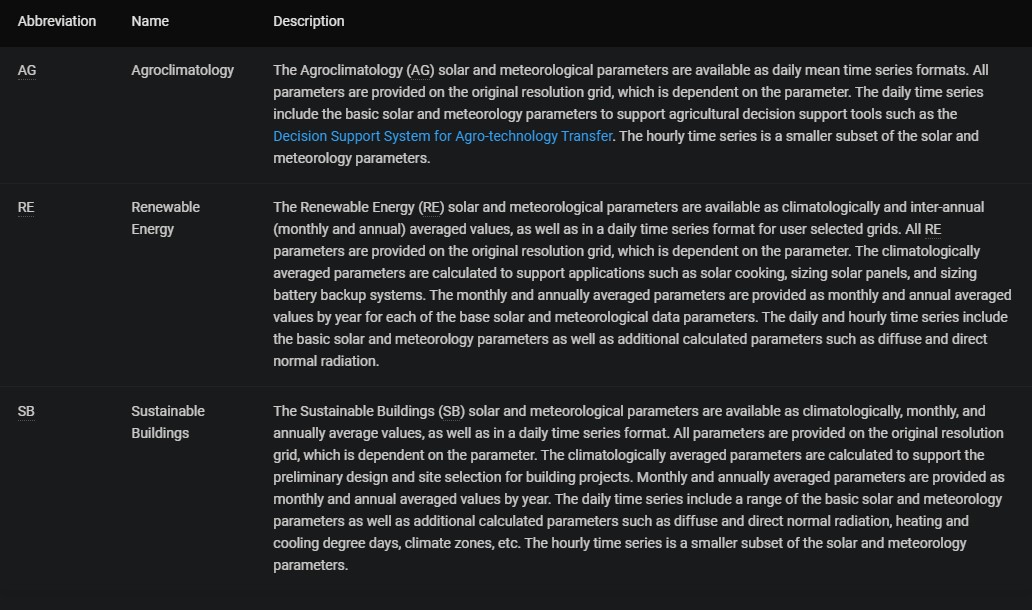 Abbreviation Name Description
AG Agroclimatology The Agroclimatology (AG) solar and meteorological parameters are available as daily mean time series formats. All
parameters are provided on the original resolution grid, which is dependent on the parameter. The daily time series
include the basic solar and meteorology parameters to support agricultural decision support tools such as the
Decision Support System for Agro-technology Transfer. The hourly time series is a smaller subset of the solar and
meteorology parameters.
RE Renewable The Renewable Energy (RE) solar and meteorological parameters are available as climatologically and inter-annual
Energy (monthly and annual) averaged values, as well as in a daily time series format for user selected grids. All RE
parameters are provided on the original resolution grid, which is dependent on the parameter. The climatologically
averaged parameters are calculated to support applications such as solar cooking, sizing solar panels, and sizing
battery backup systems. The monthly and annually averaged parameters are provided as monthly and annual averaged
values by year for each of the base solar and meteorological data parameters. The daily and hourly time series include
the basic solar and meteorology parameters as well as additional calculated parameters such as diffuse and direct
normal radiation.
SB Sustainable The Sustainable Buildings (SB) solar and meteorological parameters are available as climatologically, monthly, and
Buildings annually average values, as well as in a daily time series format. All parameters are provided on the original resolution
grid, which is dependent on the parameter. The climatologically averaged parameters are calculated to support the
preliminary design and site selection for building projects. Monthly and annually averaged parameters are provided as
monthly and annual averaged values by year. The daily time series include a range of the basic solar and meteorology
parameters as well as additional calculated parameters such as diffuse and direct normal radiation, heating and
cooling degree days, climate zones, etc. The hourly time series is a smaller subset of the solar and meteorology
parameters.